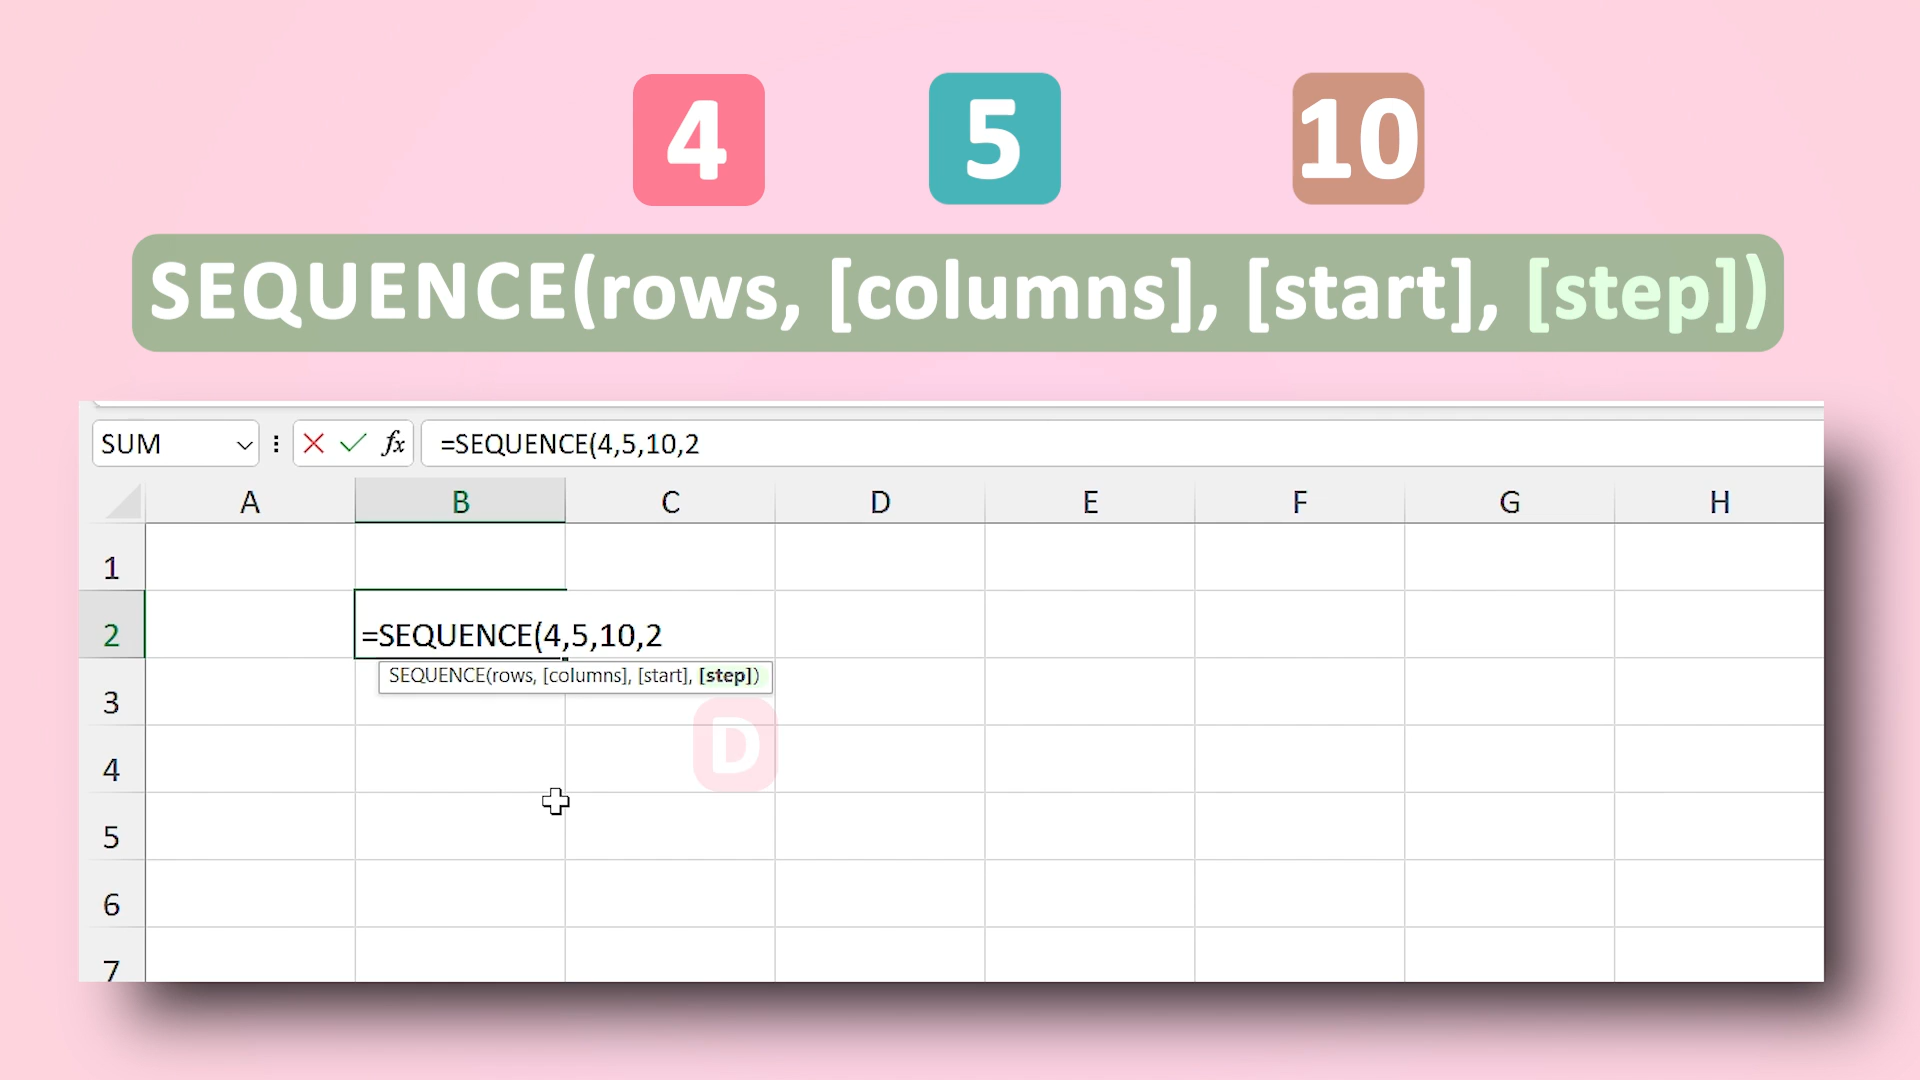 4 5 10
SEQUENCE(rows, [columns], [start], [step])
SUM fx =SEQUENCE(4,5,10,2
A B C D E F G H
1
2 =SEQUENCE(4,5,10,2
SEQUENCE(rows, [columns], [start], [step])
3
D
4
5
6
7